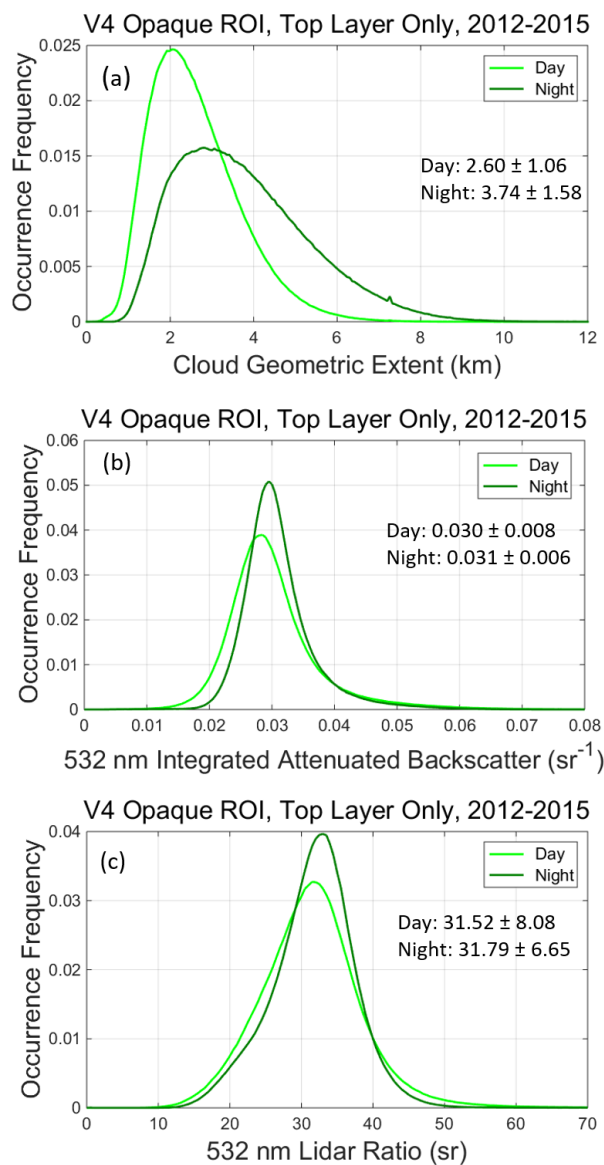 V4 Opaque ROI, Top Layer Only, 2012-2015
(a)
Day
Night
Day: 2.60 ± 1.06
Night: 3.74 ± 1.58
Occurrence Frequency
0.025
0.02
0.015
0.01
0.005
0
0 2 4 6 8 10 12
Cloud Geometric Extent (km)
V4 Opaque ROI, Top Layer Only, 2012-2015
(b)
Day
Night
Day: 0.030 ± 0.008
Night: 0.031 ± 0.006
Occurrence Frequency
0.06
0.05
0.04
0.03
0.02
0.01
0
0 0.01 0.02 0.03 0.04 0.05 0.06 0.07 0.08
532 nm Integrated Attenuated Backscatter (sr⁻¹)
V4 Opaque ROI, Top Layer Only, 2012-2015
(c)
Day
Night
Day: 31.52 ± 8.08
Night: 31.79 ± 6.65
Occurrence Frequency
0.04
0.03
0.02
0.01
0
0 10 20 30 40 50 60 70
532 nm Lidar Ratio (sr)